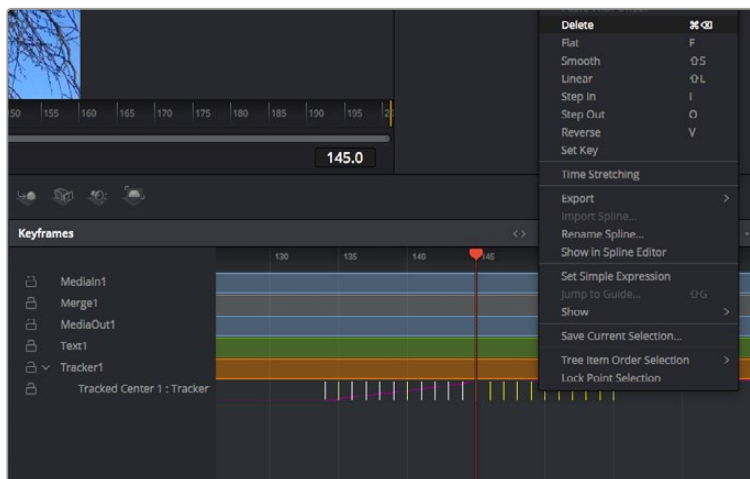 Delete ⌘⌫
Flat F
Smooth ⇧S
Linear ⇧L
Step In I
Step Out O
Reverse V
Set Key
Time Stretching
Export >
Import Spline...
Rename Spline...
Show in Spline Editor
Set Simple Expression
Jump to Guide... ⇧G
Show >
Save Current Selection...
Tree Item Order Selection >
Lock Point Selection
155 160 165 170 175 180 185 190 195
145.0
Keyframes
130 135 140 145
MediaIn1
Merge1
MediaOut1
Text1
Tracker1
Tracked Center 1 : Tracker